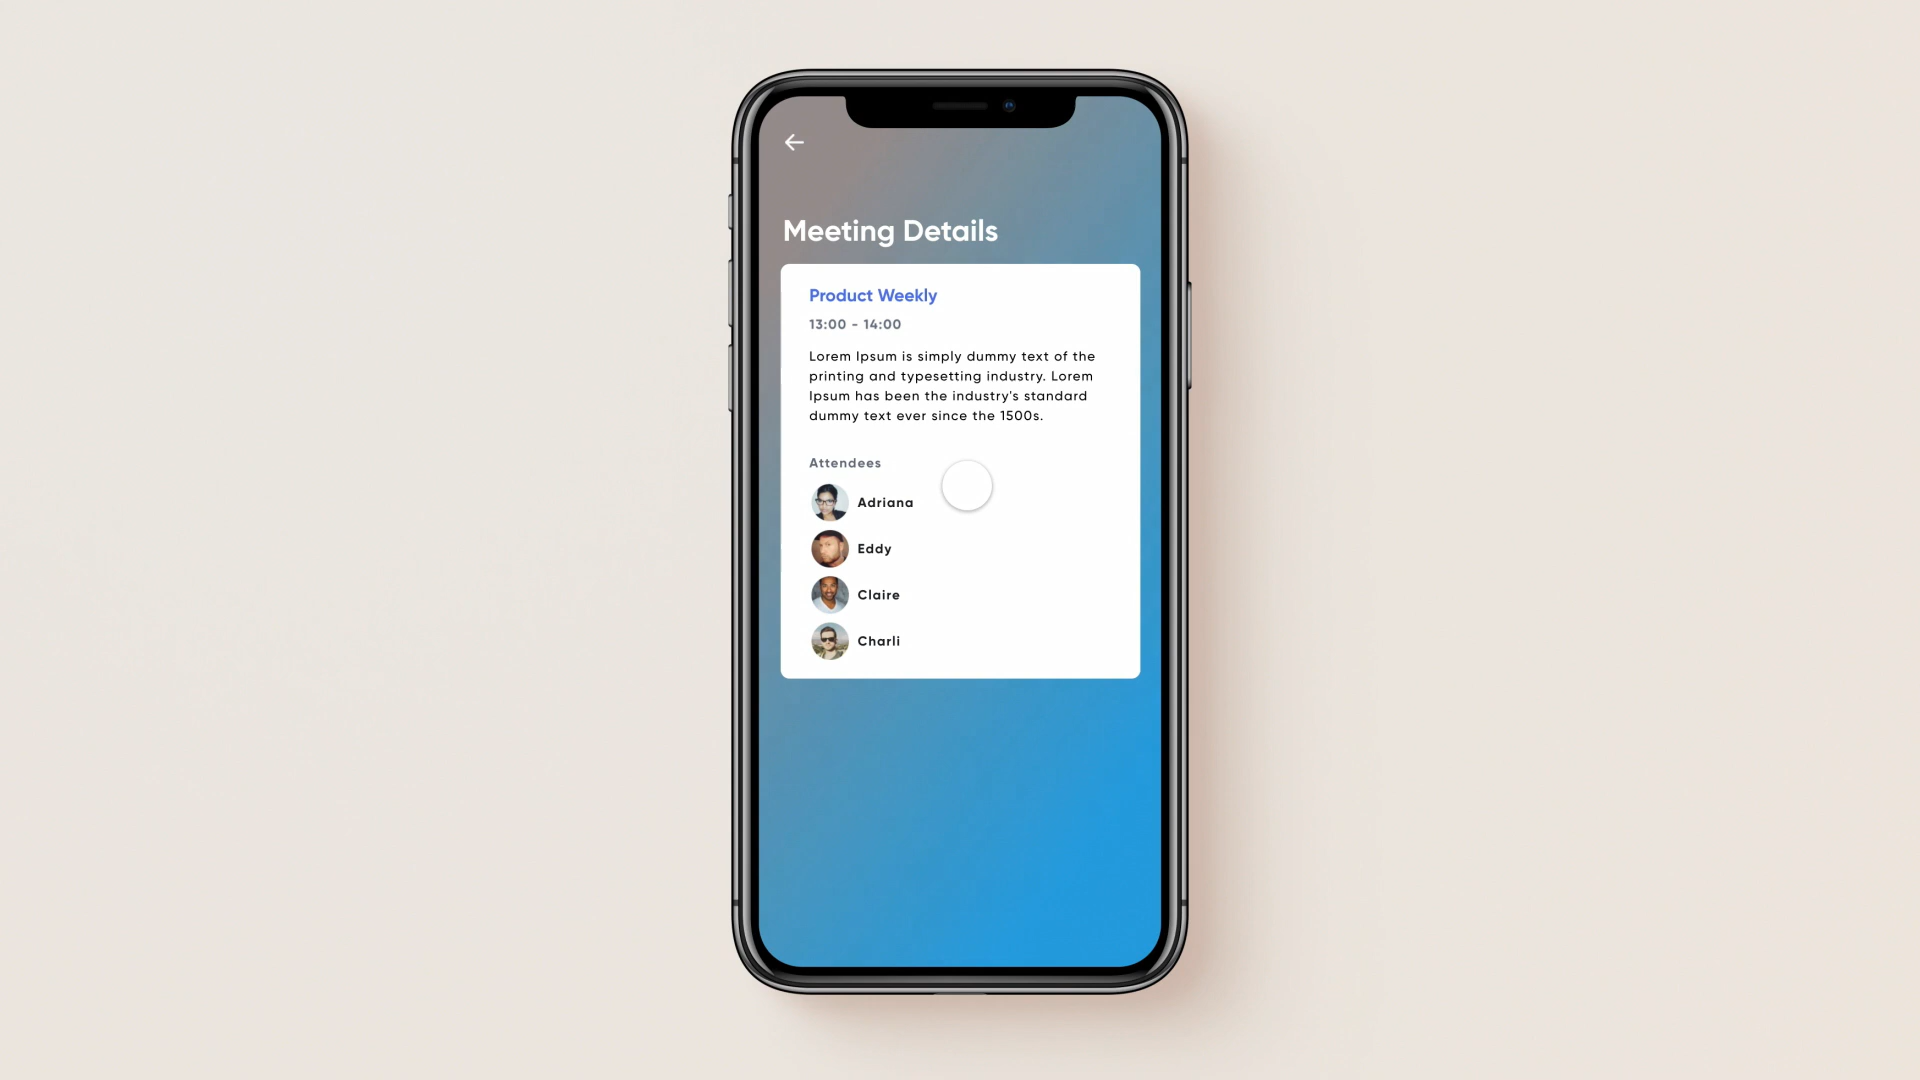 Meeting Details
Product Weekly
13:00 - 14:00
Lorem Ipsum is simply dummy text of the
printing and typesetting industry. Lorem
Ipsum has been the industry's standard
dummy text ever since the 1500s.
Attendees
Adriana
Eddy
Claire
Charli